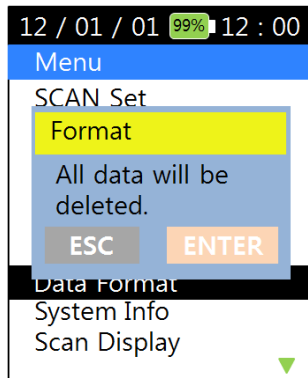 12 / 01 / 01 99% 12 : 00
Menu
SCAN Set
Format
All data will be
deleted.
ESC ENTER
Data Format
System Info
Scan Display